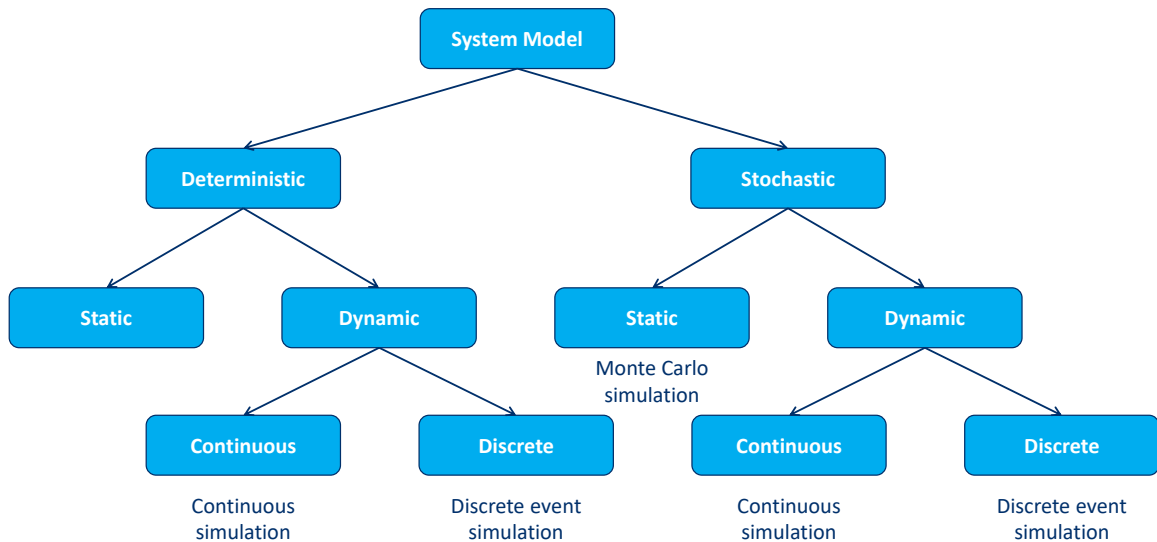 System Model
Deterministic
Stochastic
Static
Dynamic
Static
Dynamic
Monte Carlo
simulation
Continuous
Discrete
Continuous
Discrete
Continuous
simulation
Discrete event
simulation
Continuous
simulation
Discrete event
simulation